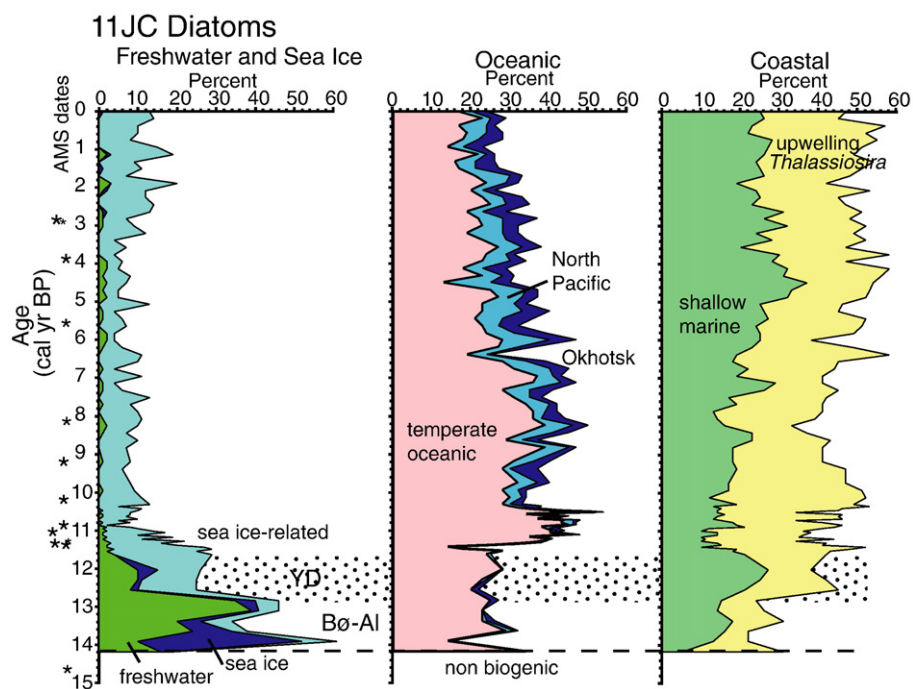 11JC Diatoms
Freshwater and Sea Ice
Percent
0 20 40 60
Oceanic
Percent
0 10 20 30 40 50 60
Coastal
Percent
0 10 20 30 40 50 60
AMS dates
Age
(cal yr BP)
0
1
2
** 3
* 4
5
* 6
7
* 8
* 9
* 10
* 11
*
** 12
13
14
* 15
upwelling
Thalassiosira
North
Pacific
shallow
marine
Okhotsk
temperate
oceanic
sea ice-related
YD
Bø-Al
freshwater
sea ice
non biogenic